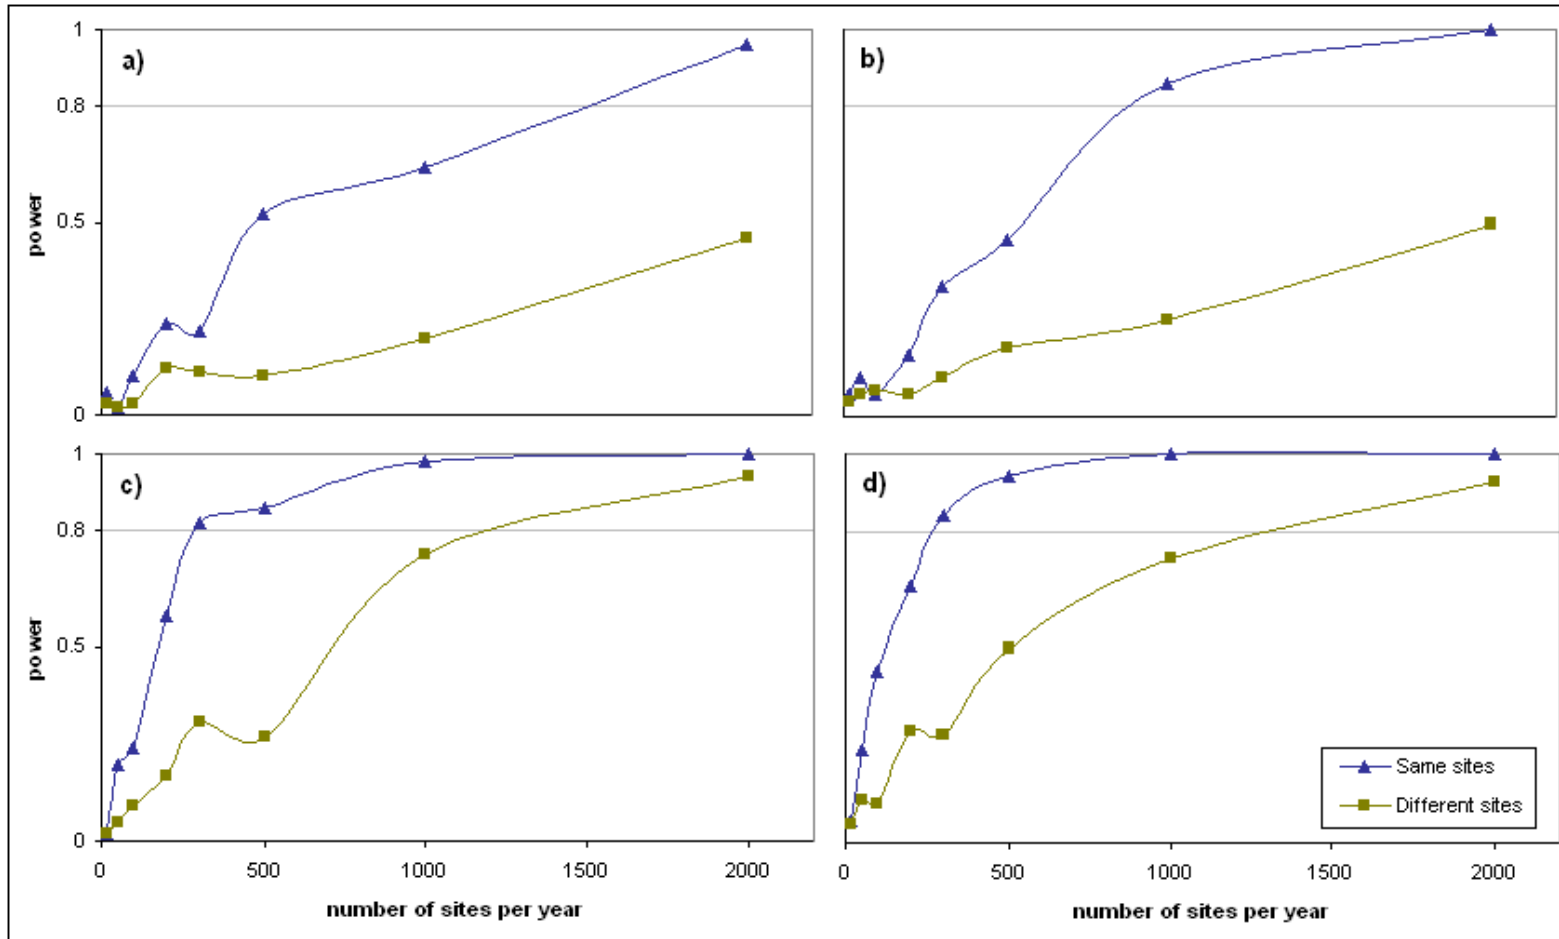 a)
b)
1
0.8
0.5
0
power
c)
d)
1
0.8
0.5
0
power
Same sites
Different sites
0
500
1000
1500
2000
0
500
1000
1500
2000
number of sites per year
number of sites per year